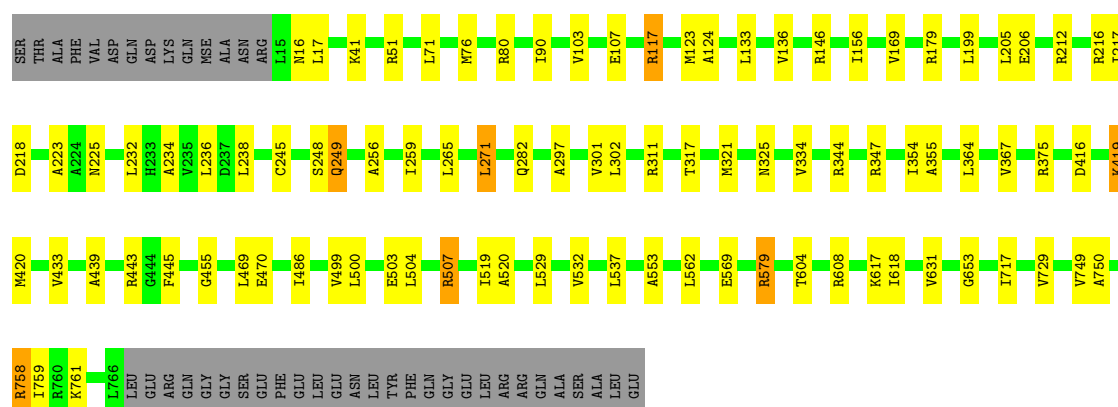 SER THR ALA PHE VAL ASP GLN ASP LYS GLN MSE ALA ASN ARG L15 N16 L17 K41 R51 L71 M76 R80 I90 V103 E107 R117 M123 A124 L133 V136 R146 I156 V169 R179 L199 L205 E206 R212 R216 I217
D218 A223 A224 N225 L232 H233 A234 V235 L236 D237 L238 C245 S248 Q249 A256 I259 L265 L271 Q282 A297 V301 L302 R311 T317 M321 N325 V334 R344 R347 I354 A355 L364 V367 R375 D416 K419
M420 V433 A439 R443 G444 F445 G455 L469 E470 I486 V499 L500 E503 L504 R507 I519 A520 L529 V532 L537 A553 L562 E569 R579 T604 R608 K617 I618 V631 G653 I717 V729 V749 A750
R758 I759 R760 K761 L766 LEU GLU ARG GLN GLY GLY SER GLU PHE GLU LEU GLU ASN LEU TYR PHE GLN GLY GLU LEU ARG ARG GLN ALA SER ALA LEU GLU